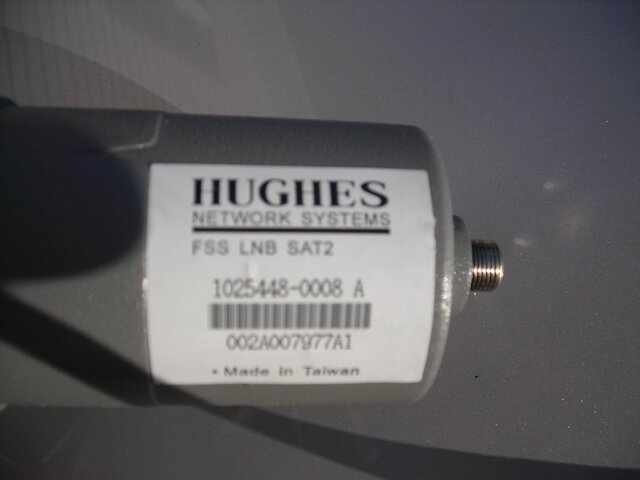 HUGHES
NETWORK SYSTEMS
FSS LNB SAT2
1025448-0008 A
002A007977A1
• Made in Taiwan